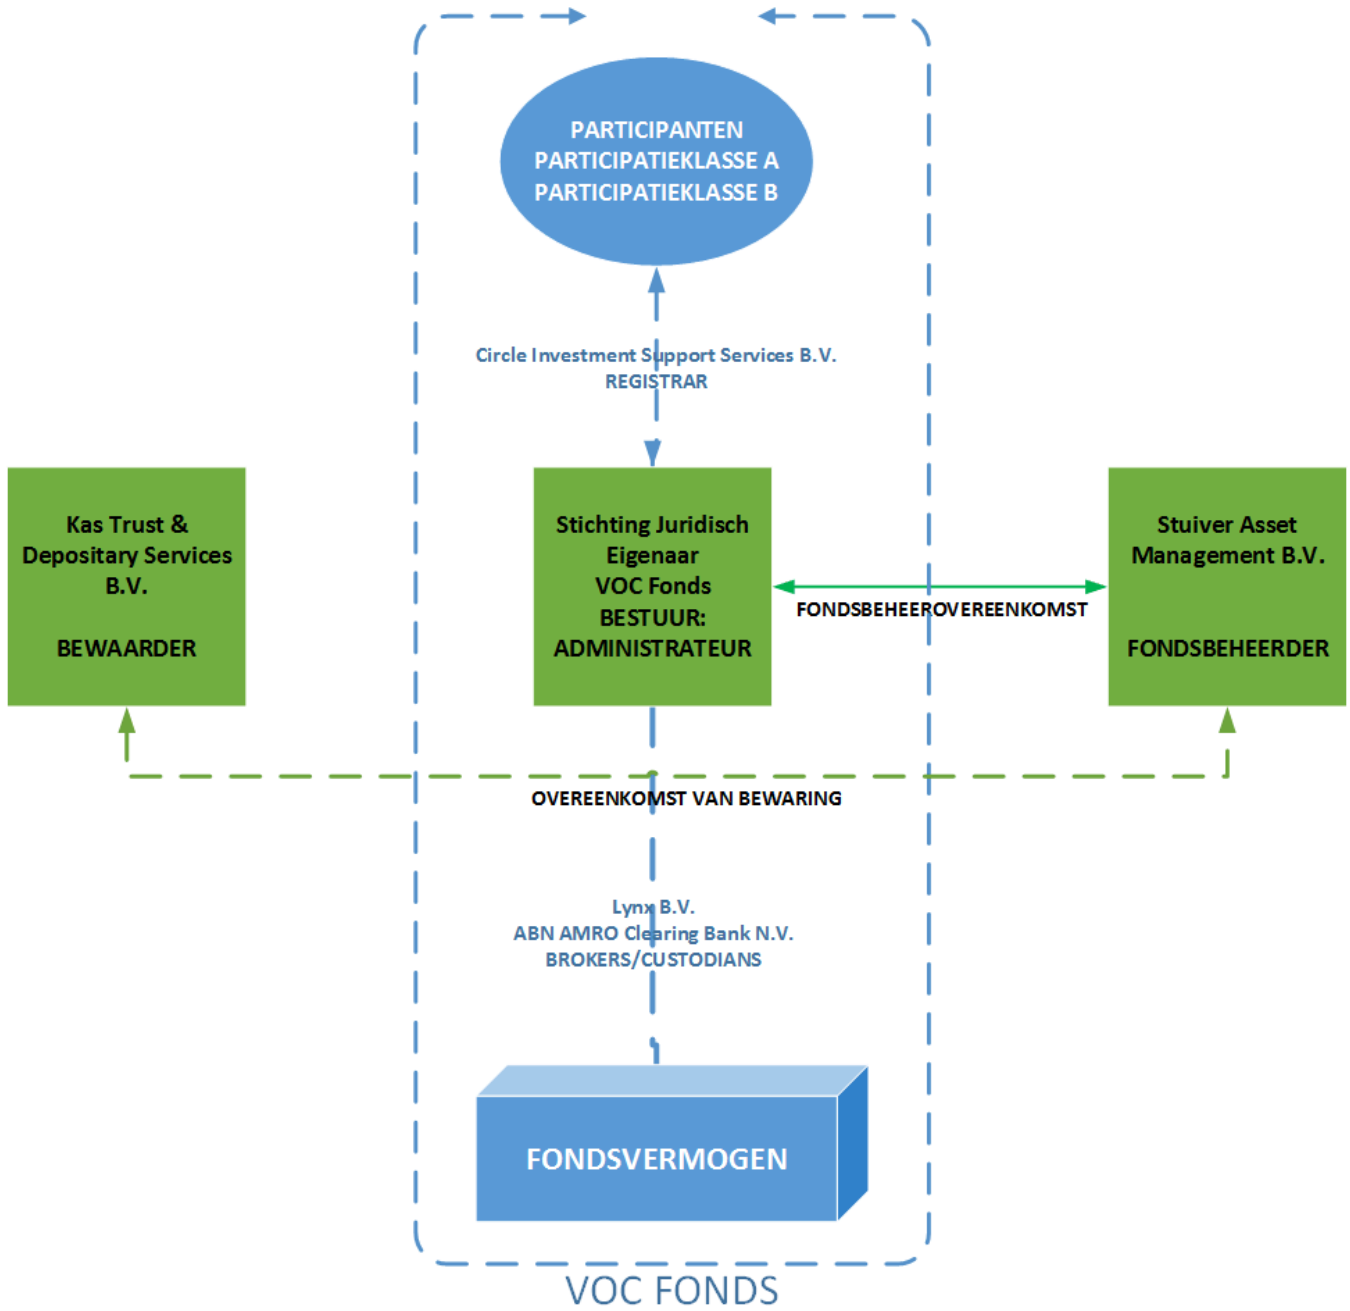 PARTICIPANTEN
PARTICIPATIEKLASSE A
PARTICIPATIEKLASSE B
Circle Investment Support Services B.V.
REGISTRAR
Kas Trust &
Depositary Services
B.V.
BEWAARDER
Stichting Juridisch
Eigenaar
VOC Fonds
BESTUUR:
ADMINISTRATEUR
FONDSBEHEEROVEREENKOMST
Stuiver Asset
Management B.V.
FONDSBEHEERDER
OVEREENKOMST VAN BEWARING
Lynx B.V.
ABN AMRO Clearing Bank N.V.
BROKERS/CUSTODIANS
FONDSVERMOGEN
VOC FONDS